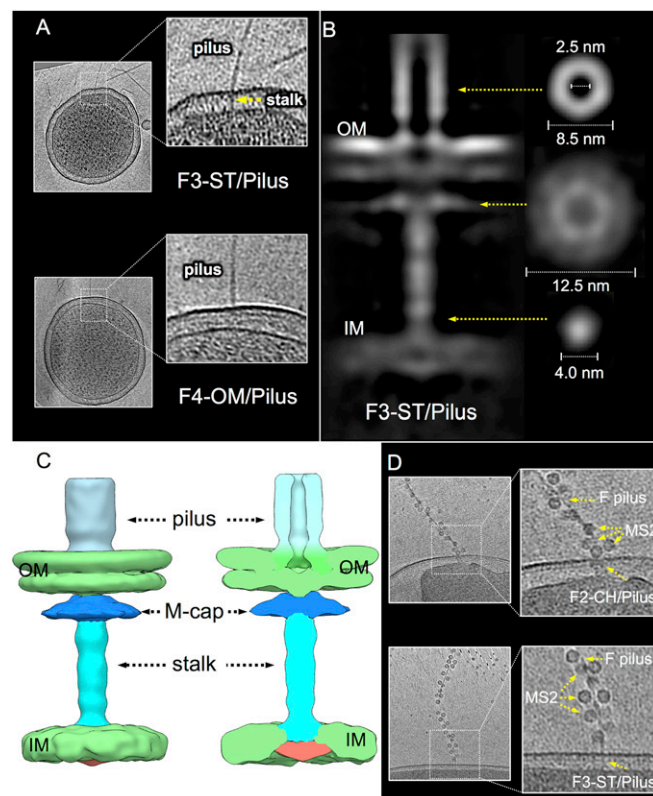 A
pilus
stalk
F3-ST/Pilus
pilus
F4-OM/Pilus
B
OM
IM
F3-ST/Pilus
2.5 nm
8.5 nm
12.5 nm
4.0 nm
C
pilus
OM
OM
M-cap
stalk
IM
IM
D
F pilus
MS2
F2-CH/Pilus
F pilus
MS2
F3-ST/Pilus